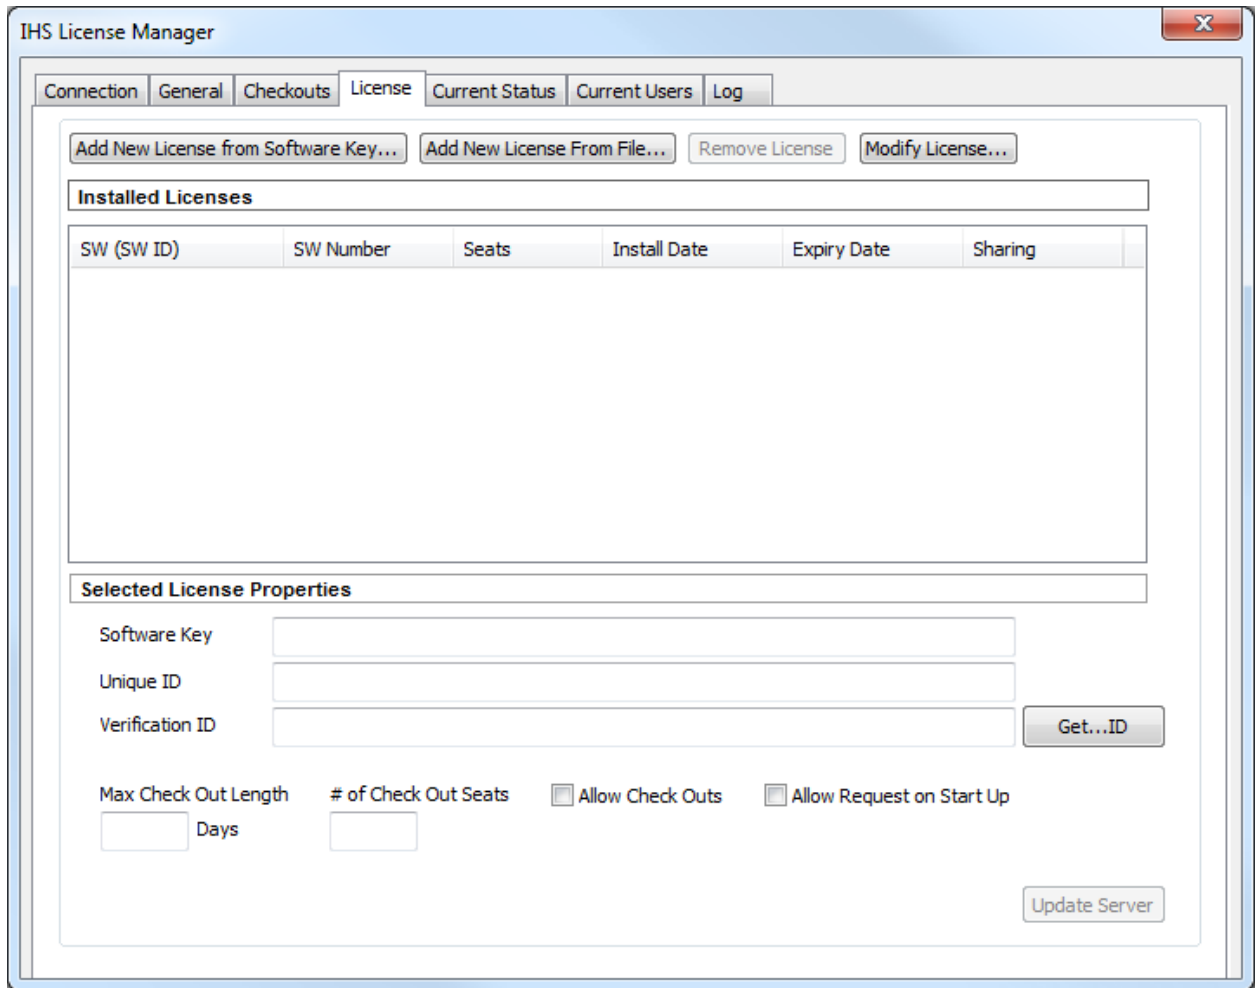 IHS License Manager
Connection General Checkouts License Current Status Current Users Log
Add New License from Software Key... Add New License From File... Remove License Modify License...
Installed Licenses
SW (SW ID) SW Number Seats Install Date Expiry Date Sharing
Selected License Properties
Software Key
Unique ID
Verification ID Get...ID
Max Check Out Length # of Check Out Seats Allow Check Outs Allow Request on Start Up
Days
Update Server